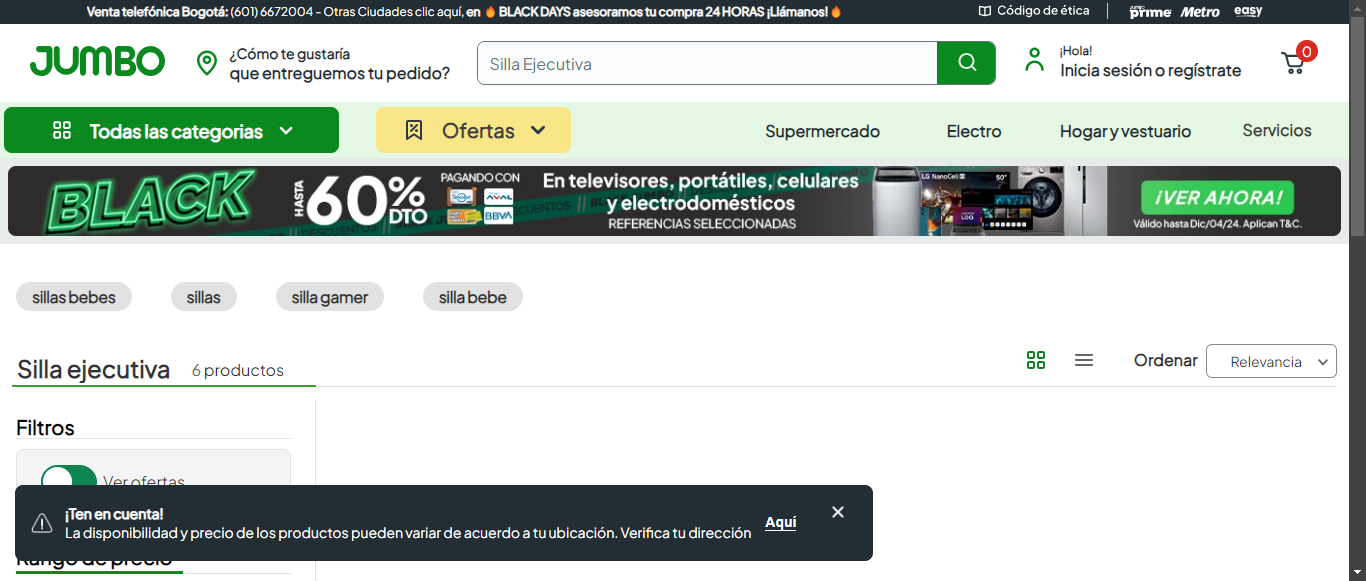 Venta telefónica Bogotá: (601) 6672004 - Otras Ciudades clic aquí, en 🔥 BLACK DAYS asesoramos tu compra 24 HORAS ¡Llámanos!🔥
Código de ética
prime
Metro
easy
JUMBO
¿Cómo te gustaría
que entreguemos tu pedido?
Silla Ejecutiva
¡Hola!
Inicia sesión o regístrate
0
Todas las categorias
Ofertas
Supermercado
Electro
Hogar y vestuario
Servicios
BLACK
HASTA
60%
DTO
PAGANDO CON
AVAL
BBVA
En televisores, portátiles, celulares
y electrodomésticos
REFERENCIAS SELECCIONADAS
LG NanoCell
50"
¡VER AHORA!
Válido hasta Dic/04/24. Aplican T&C.
sillas bebes
sillas
silla gamer
silla bebe
Silla ejecutiva
6 productos
Ordenar
Relevancia
Filtros
Ver ofertas
¡Ten en cuenta!
La disponibilidad y precio de los productos pueden variar de acuerdo a tu ubicación. Verifica tu dirección
Aquí
Rango de precio